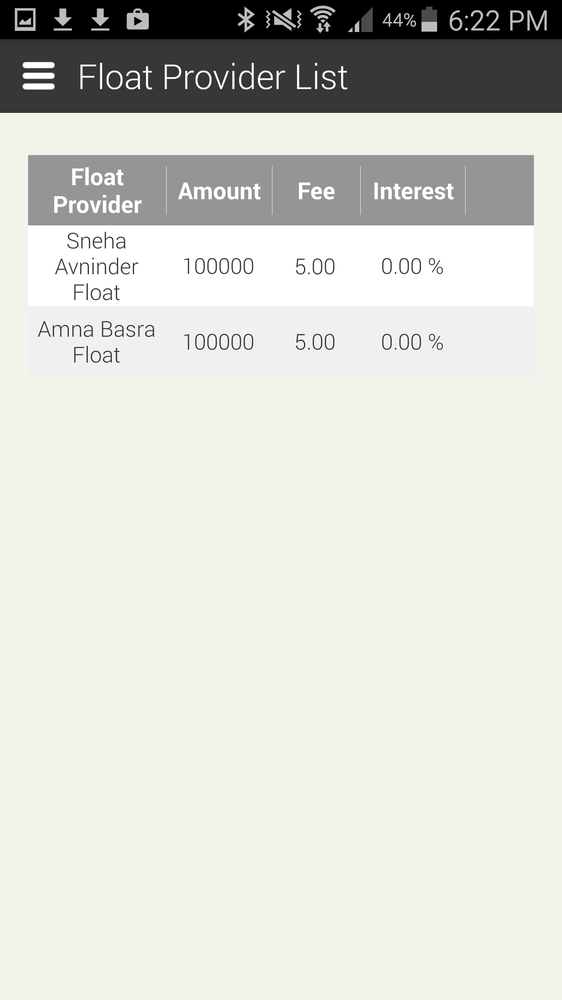 44% 6:22 PM
Float Provider List
Float
Provider
Amount
Fee
Interest
Sneha
Avninder
Float
100000
5.00
0.00 %
Amna Basra
Float
100000
5.00
0.00 %